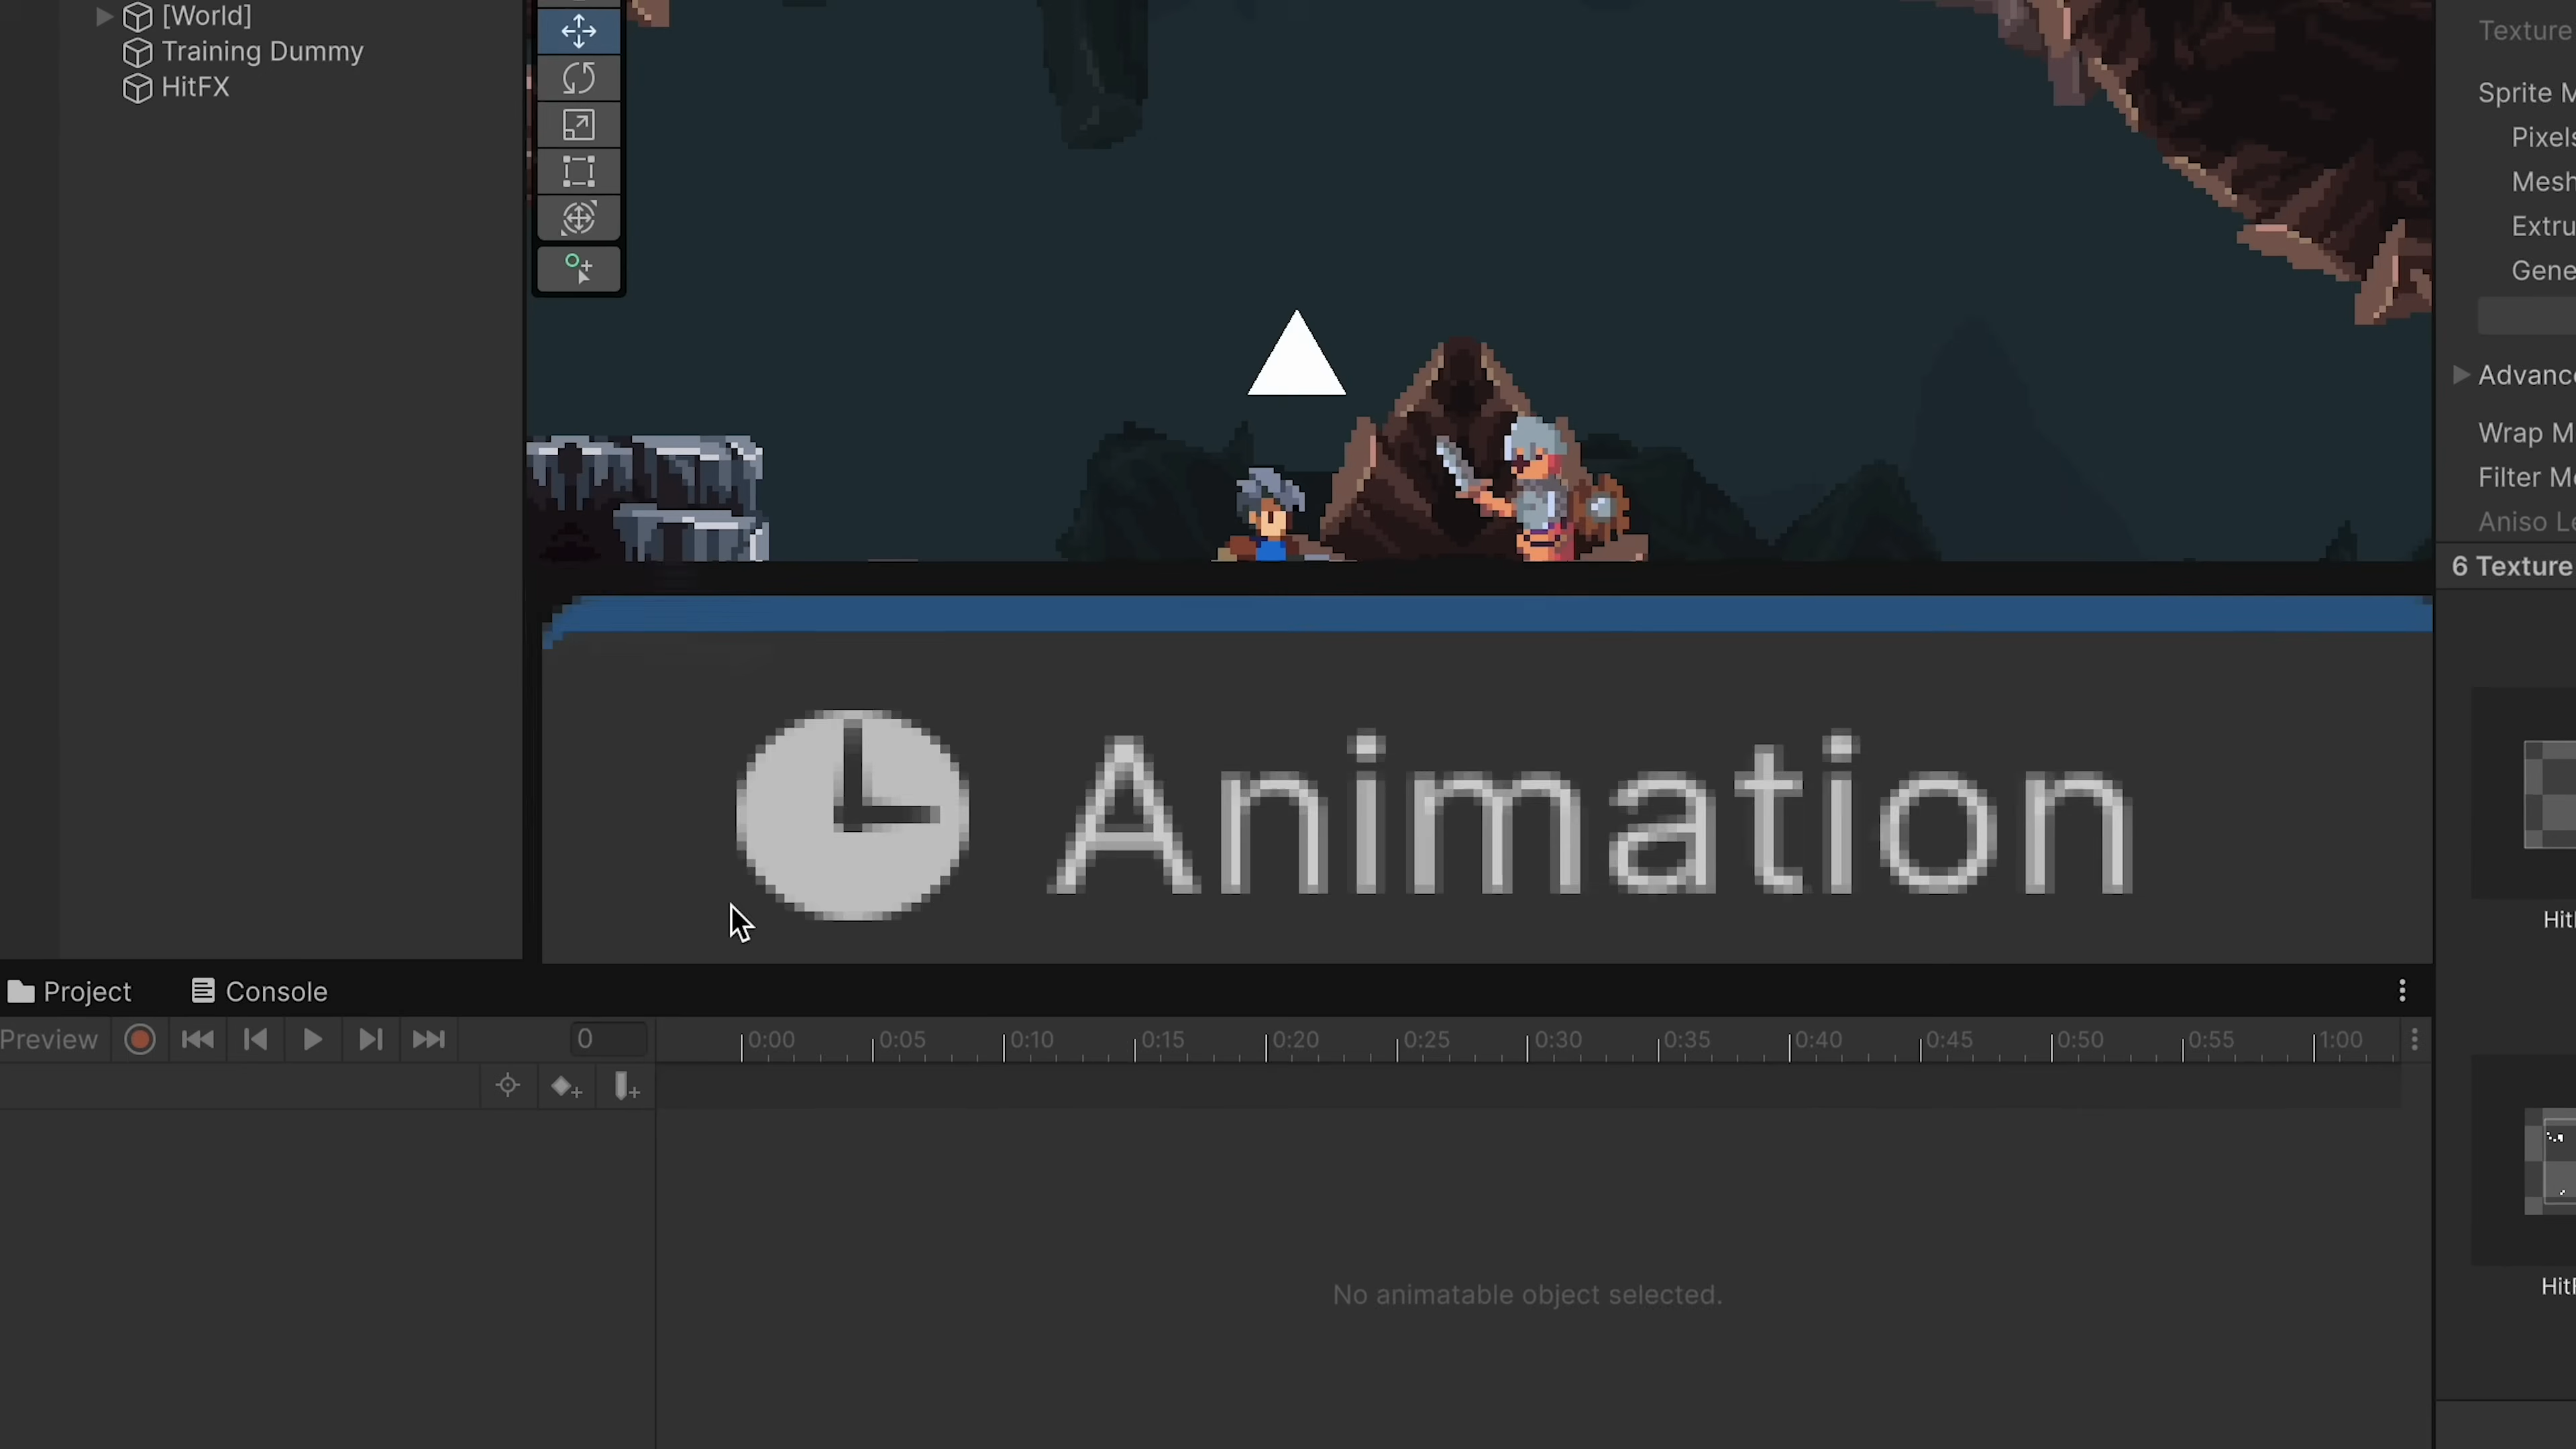 [World]
Training Dummy
HitFX
Texture
Sprite M
Pixels
Mesh
Extru
Gene
Advanc
Wrap M
Filter M
Aniso Le
6 Texture
Animation
Project
Console
Preview
0
0:00
0:05
0:10
0:15
0:20
0:25
0:30
0:35
0:40
0:45
0:50
0:55
1:00
No animatable object selected.
Hit
Hit